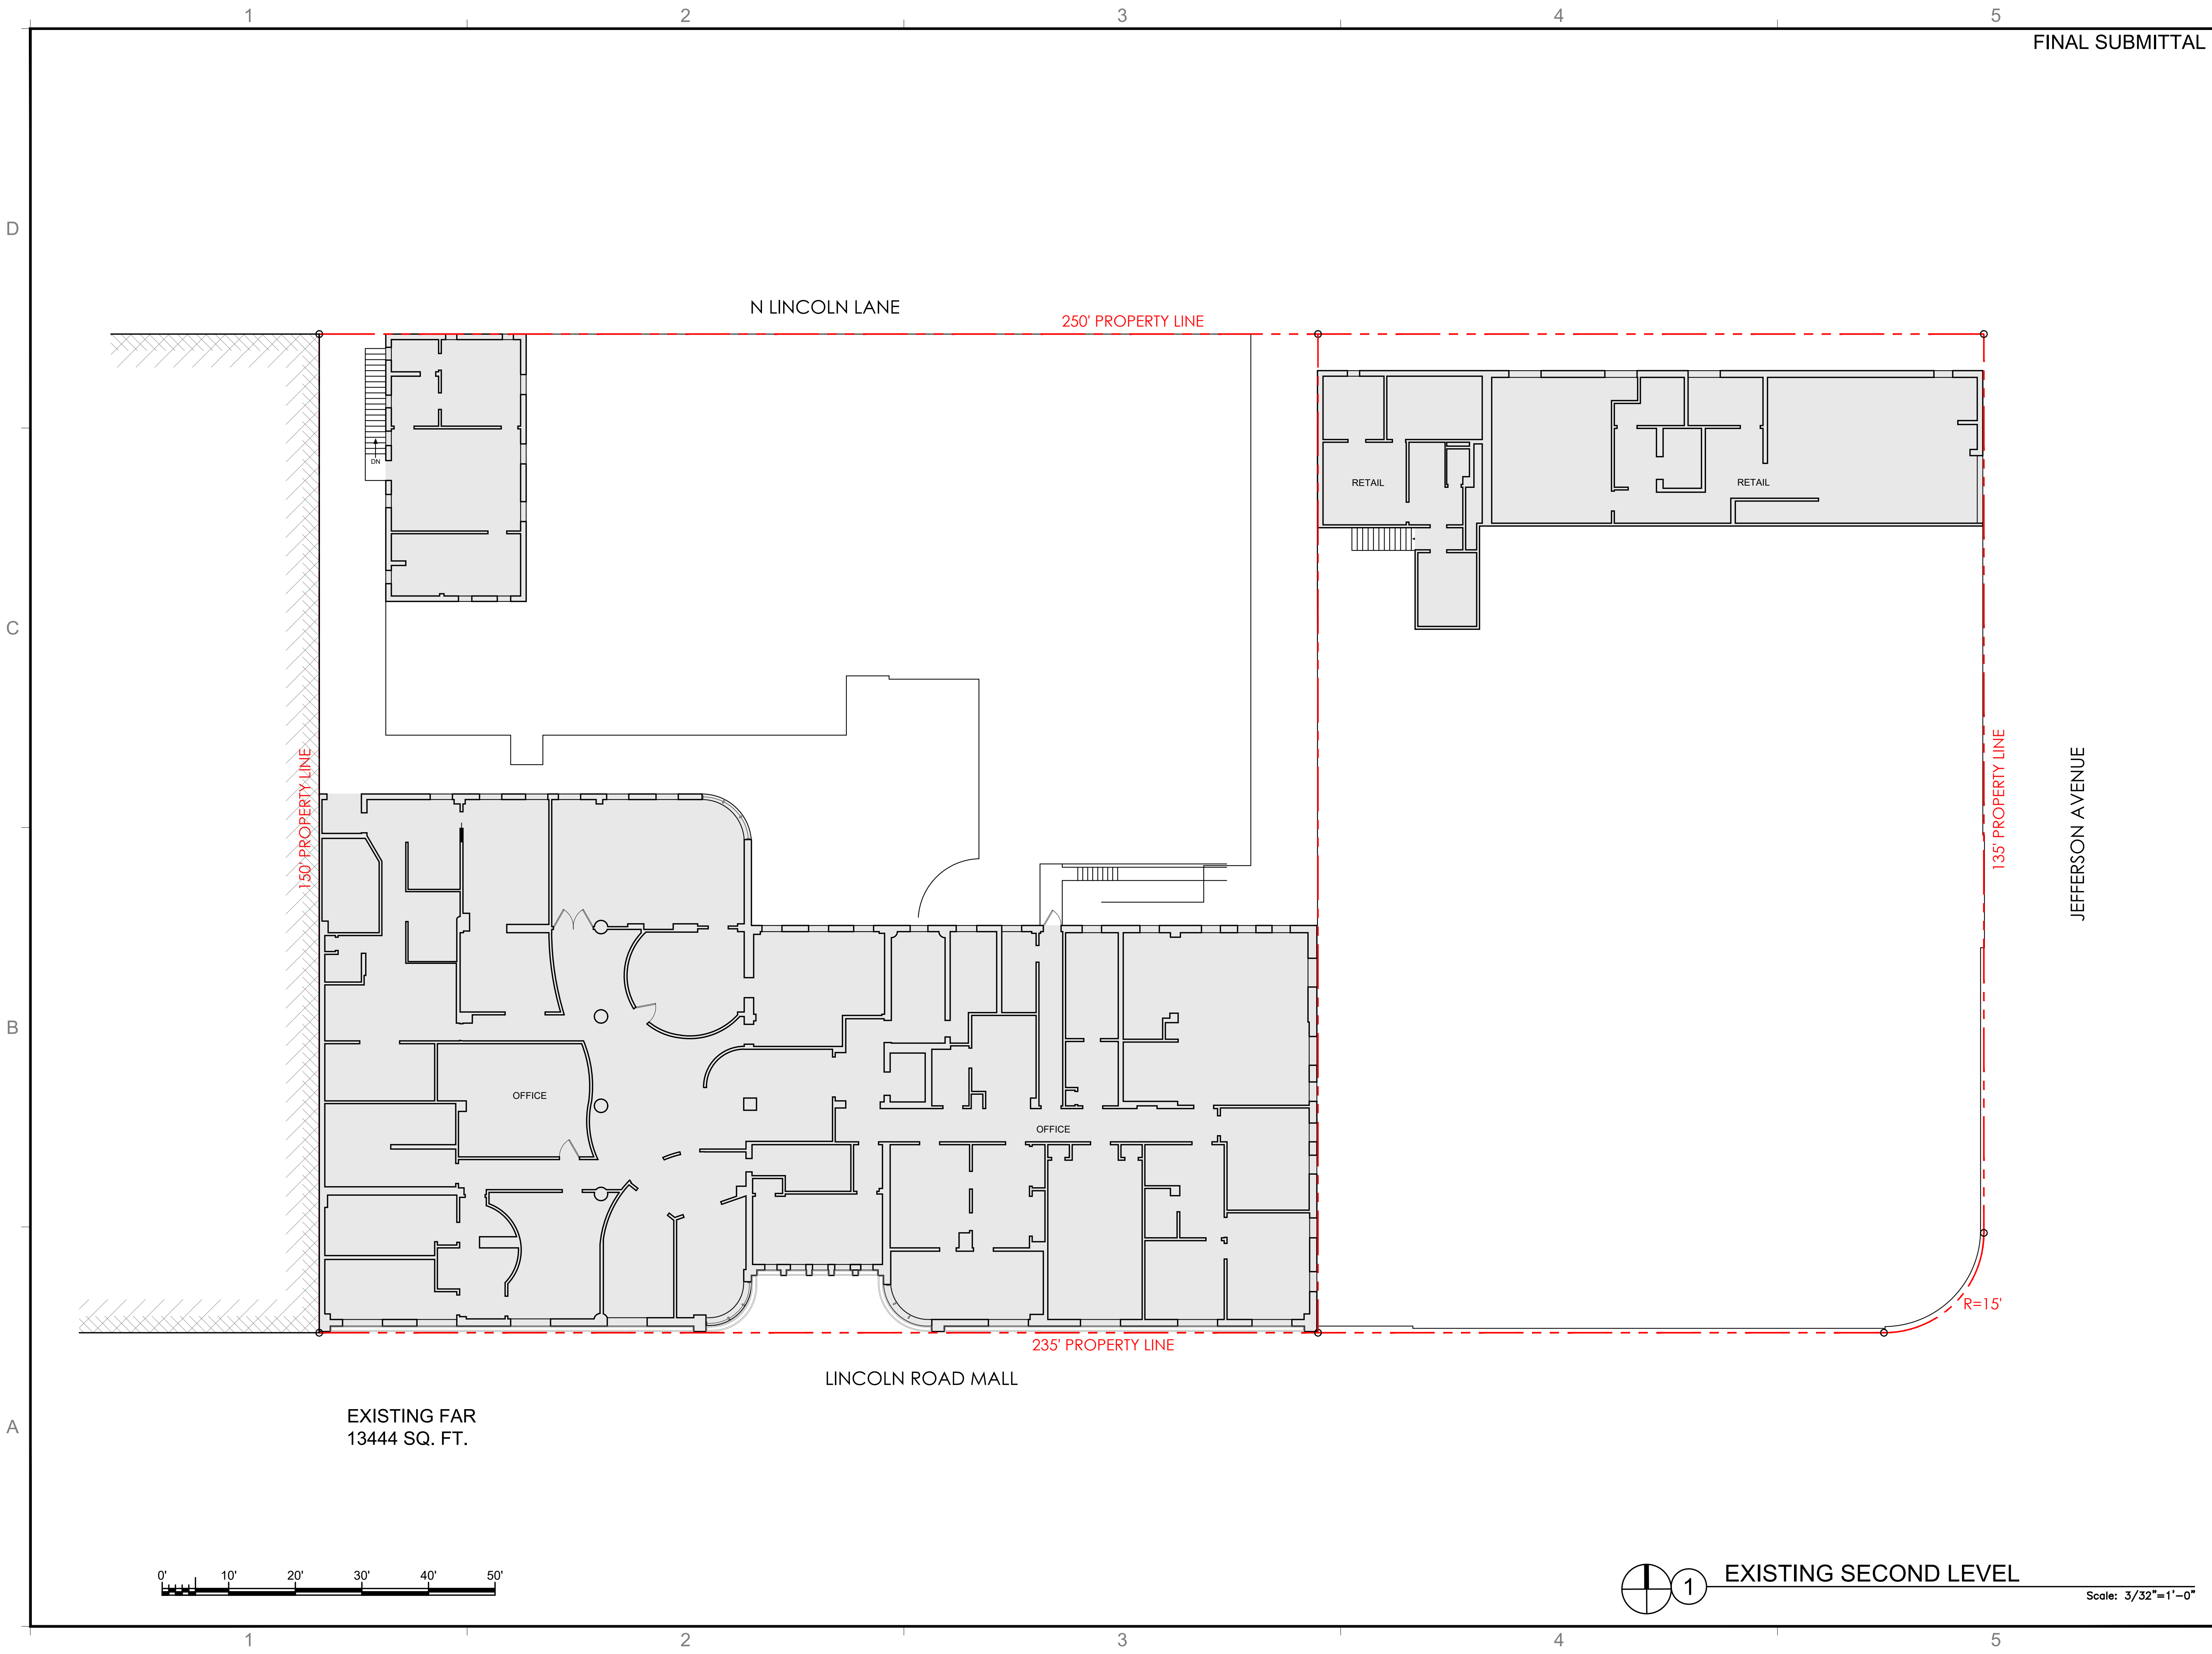 1 2 3 4 5
FINAL SUBMITTAL
D
N LINCOLN LANE
250' PROPERTY LINE
DN
RETAIL
RETAIL
C
150' PROPERTY LINE
135' PROPERTY LINE
JEFFERSON AVENUE
B
OFFICE
OFFICE
R=15'
235' PROPERTY LINE
LINCOLN ROAD MALL
A
EXISTING FAR
13444 SQ. FT.
0' 10' 20' 30' 40' 50'
1
EXISTING SECOND LEVEL
Scale: 3/32"=1'-0"
1 2 3 4 5